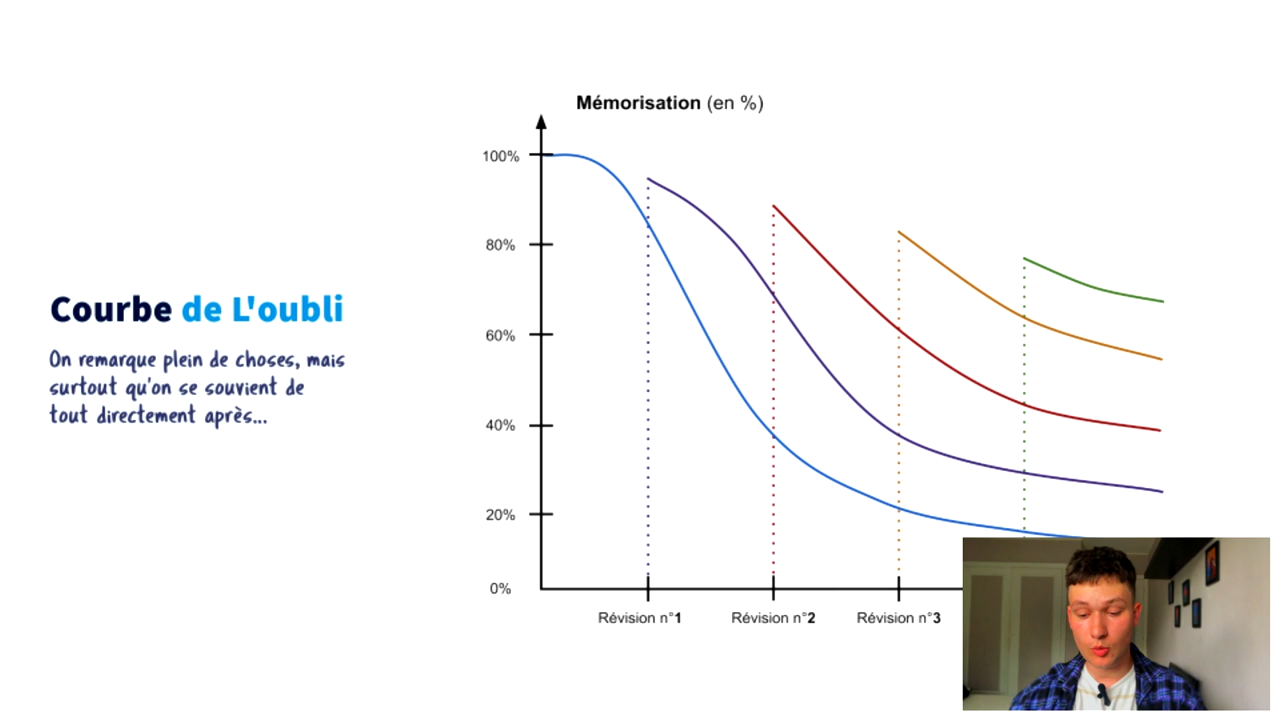 Mémorisation (en %)
100%
80%
60%
40%
20%
0%
Révision n°1
Révision n°2
Révision n°3
Courbe de L'oubli
On remarque plein de choses, mais
surtout qu'on se souvient de
tout directement après...